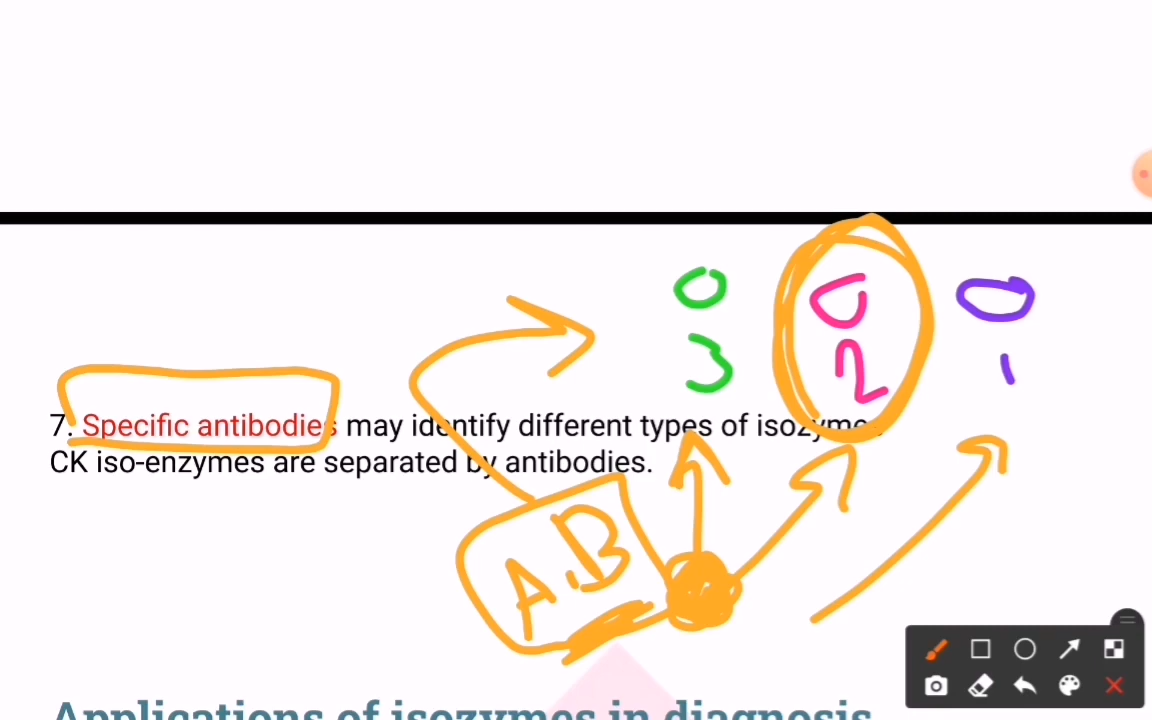 3 2 1
7. Specific antibodies may identify different types of isozymes
CK iso-enzymes are separated by antibodies.
A.B
Applications of isozymes in diagnosis